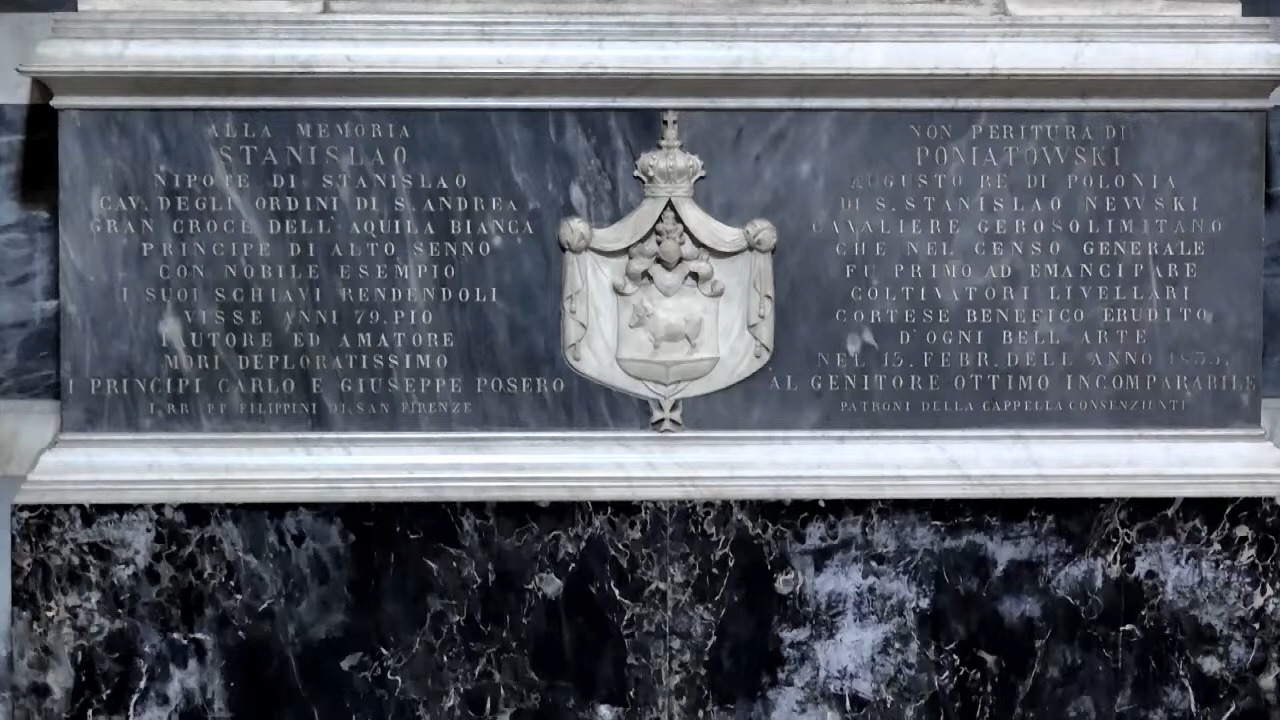 ALLA MEMORIA NON PERITURA DI
STANISLAO PONIATOWSKI
NIPOTE DI STANISLAO AUGUSTO RE DI POLONIA
CAV. DEGLI ORDINI DI S. ANDREA DI S. STANISLAO NEWSKI
GRAN CROCE DELL' AQUILA BIANCA CAVALIERE GEROSOLIMITANO
PRINCIPE DI ALTO SENNO CHE NEL CENSO GENERALE
CON NOBILE ESEMPIO FU PRIMO AD EMANCIPARE
I SUOI SCHIAVI RENDENDOLI COLTIVATORI LIVELLARI
VISSE ANNI 79. PIO CORTESE BENEFICO ERUDITO
FAUTORE ED AMATORE D'OGNI BELL ARTE
MORI DEPLORATISSIMO NEL 13. FEBR. DELL ANNO 1833.
I PRINCIPI CARLO E GIUSEPPE POSERO AL GENITORE OTTIMO INCOMPARABILE
I RR. PP. FILIPPINI DI SAN FIRENZE PATRONI DELLA CAPPELLA CONSENZIENTI